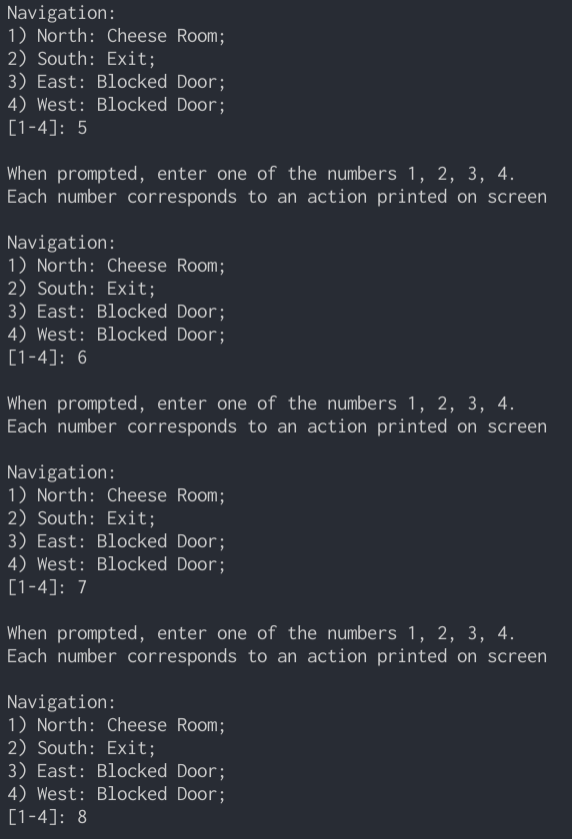 Navigation:
1) North: Cheese Room;
2) South: Exit;
3) East: Blocked Door;
4) West: Blocked Door;
[1-4]: 5
When prompted, enter one of the numbers 1, 2, 3, 4.
Each number corresponds to an action printed on screen
Navigation:
1) North: Cheese Room;
2) South: Exit;
3) East: Blocked Door;
4) West: Blocked Door;
[1-4]: 6
When prompted, enter one of the numbers 1, 2, 3, 4.
Each number corresponds to an action printed on screen
Navigation:
1) North: Cheese Room;
2) South: Exit;
3) East: Blocked Door;
4) West: Blocked Door;
[1-4]: 7
When prompted, enter one of the numbers 1, 2, 3, 4.
Each number corresponds to an action printed on screen
Navigation:
1) North: Cheese Room;
2) South: Exit;
3) East: Blocked Door;
4) West: Blocked Door;
[1-4]: 8